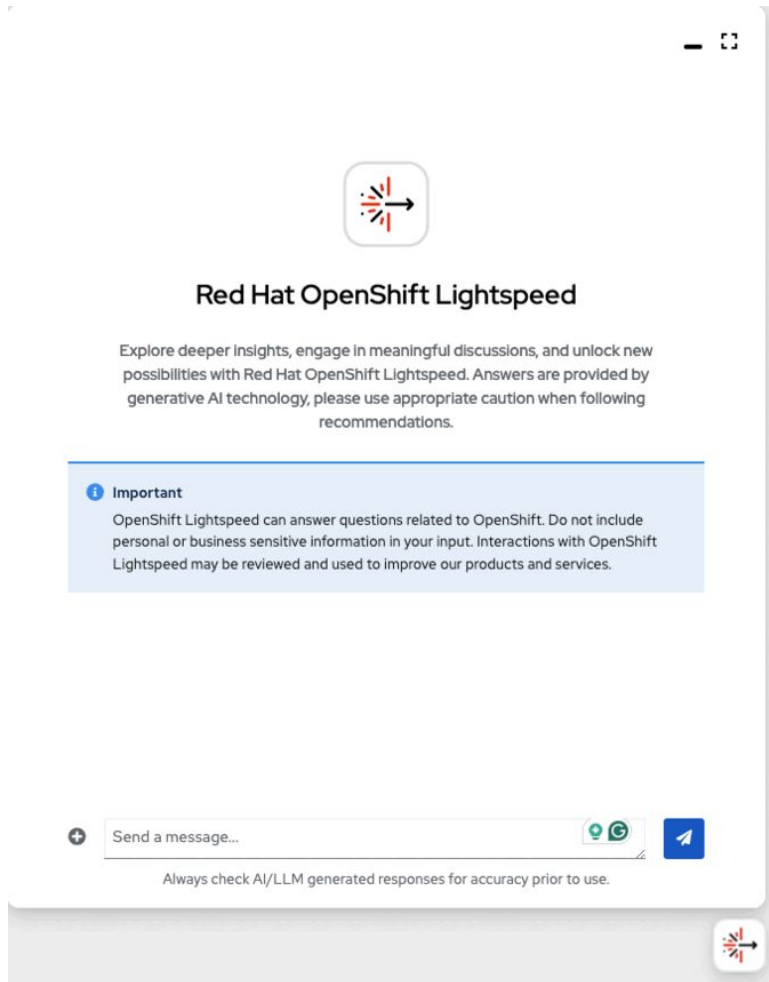 Red Hat OpenShift Lightspeed
Explore deeper insights, engage in meaningful discussions, and unlock new
possibilities with Red Hat OpenShift Lightspeed. Answers are provided by
generative AI technology, please use appropriate caution when following
recommendations.
Important
OpenShift Lightspeed can answer questions related to OpenShift. Do not include
personal or business sensitive information in your input. Interactions with OpenShift
Lightspeed may be reviewed and used to improve our products and services.
Send a message...
Always check AI/LLM generated responses for accuracy prior to use.